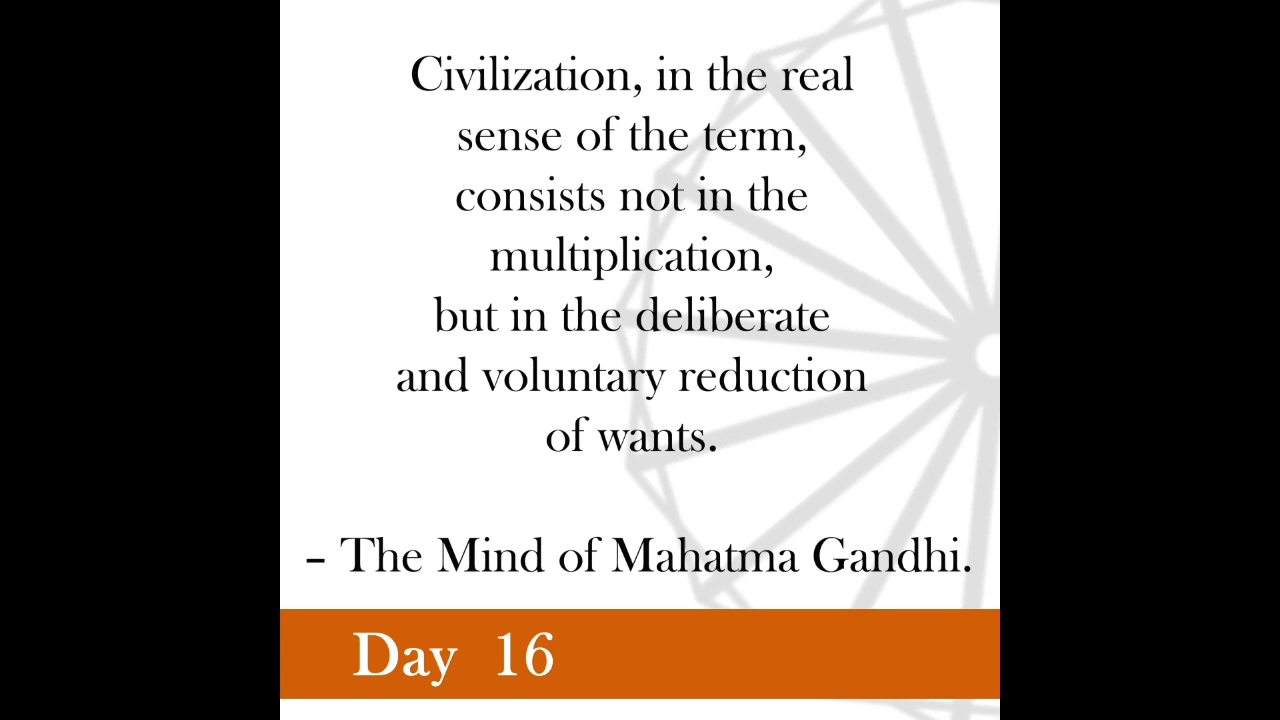 Civilization, in the real
sense of the term,
consists not in the
multiplication,
but in the deliberate
and voluntary reduction
of wants.
– The Mind of Mahatma Gandhi.
Day 16